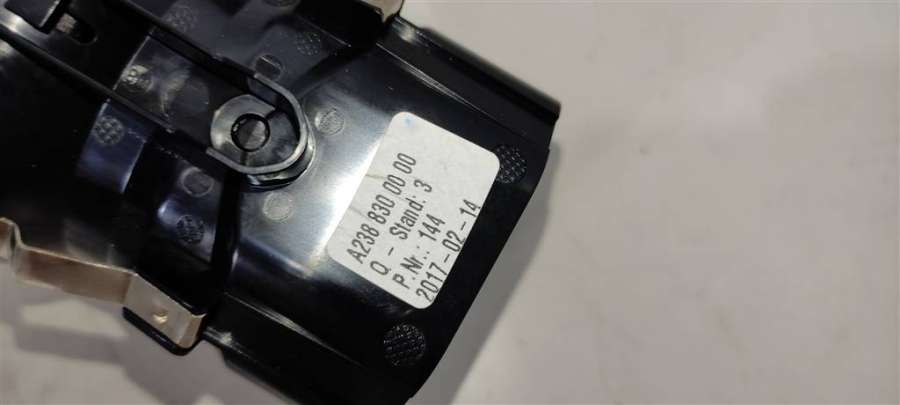 A238 830 00 00
Q - Stand: 3
P.Nr.: 144
2017-02-14